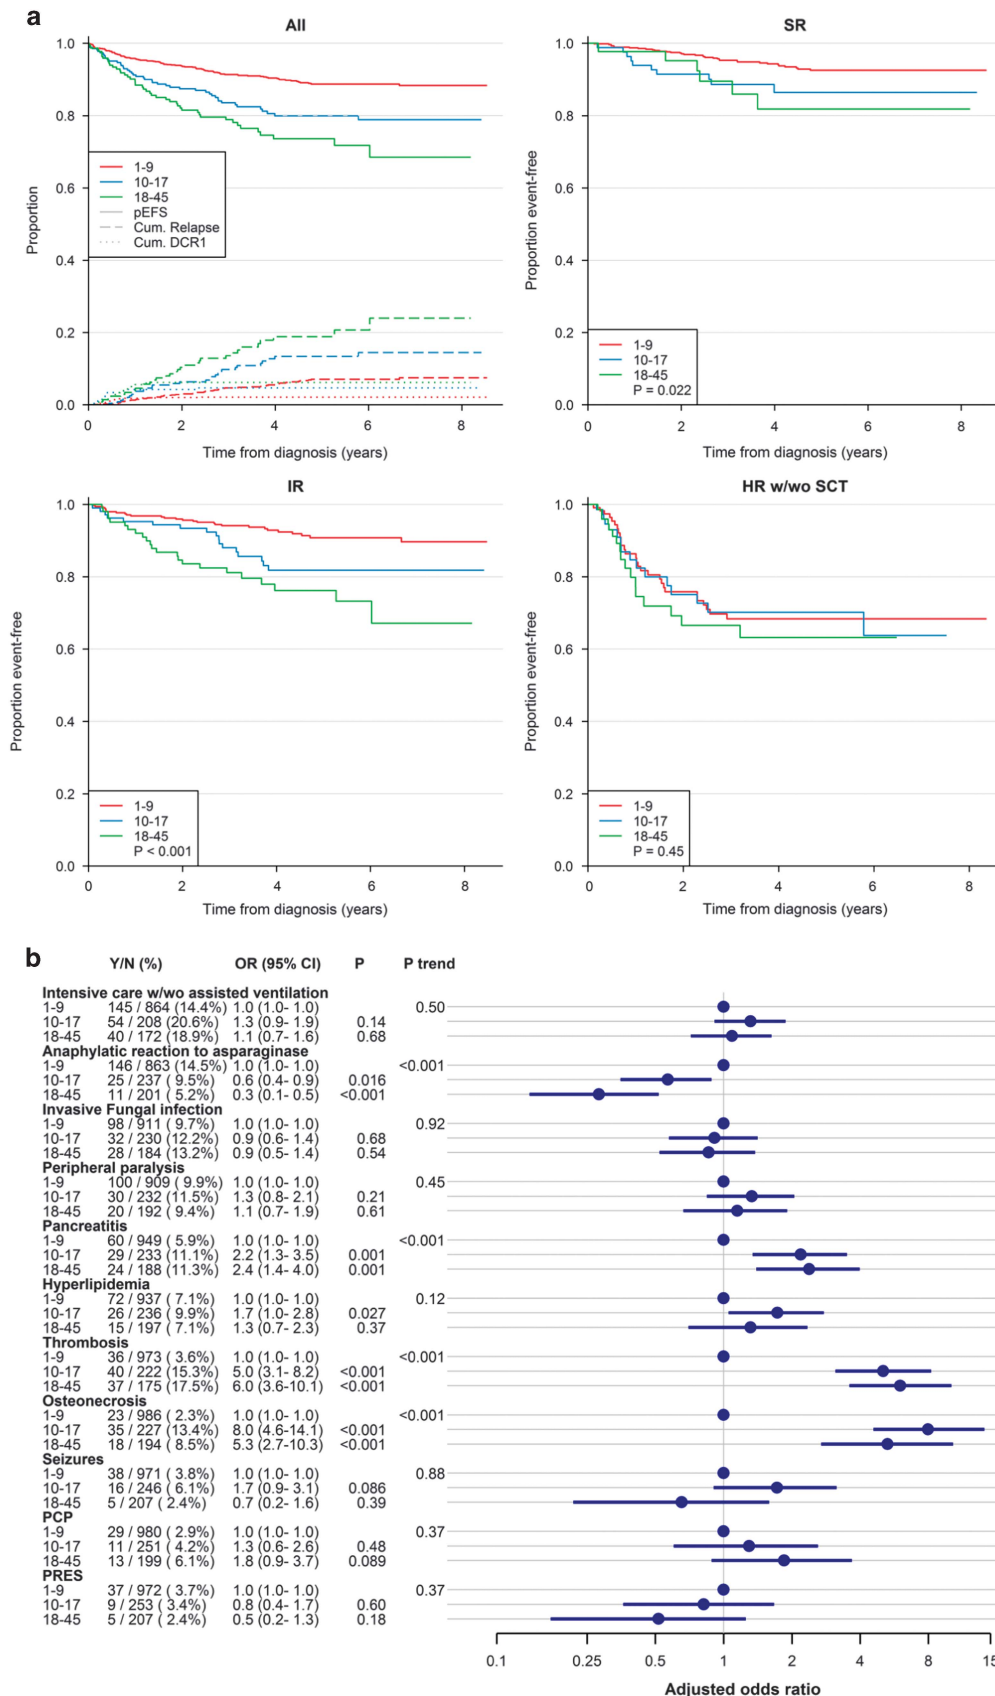 a
All
Proportion
1.0
0.8
0.6
0.4
0.2
0.0
1-9
10-17
18-45
pEFS
Cum. Relapse
Cum. DCR1
0 2 4 6 8
Time from diagnosis (years)
SR
Proportion event-free
1.0
0.8
0.6
0.4
0.2
0.0
1-9
10-17
18-45
P = 0.022
0 2 4 6 8
Time from diagnosis (years)
IR
Proportion event-free
1.0
0.8
0.6
0.4
0.2
0.0
1-9
10-17
18-45
P < 0.001
0 2 4 6 8
Time from diagnosis (years)
HR w/wo SCT
Proportion event-free
1.0
0.8
0.6
0.4
0.2
0.0
1-9
10-17
18-45
P = 0.45
0 2 4 6 8
Time from diagnosis (years)
b
Y/N (%) OR (95% CI) P P trend
Intensive care w/wo assisted ventilation
1-9 145 / 864 (14.4%) 1.0 (1.0- 1.0) 0.50
10-17 54 / 208 (20.6%) 1.3 (0.9- 1.9) 0.14
18-45 40 / 172 (18.9%) 1.1 (0.7- 1.6) 0.68
Anaphylatic reaction to asparaginase
1-9 146 / 863 (14.5%) 1.0 (1.0- 1.0) <0.001
10-17 25 / 237 ( 9.5%) 0.6 (0.4- 0.9) 0.016
18-45 11 / 201 ( 5.2%) 0.3 (0.1- 0.5) <0.001
Invasive Fungal infection
1-9 98 / 911 ( 9.7%) 1.0 (1.0- 1.0) 0.92
10-17 32 / 230 (12.2%) 0.9 (0.6- 1.4) 0.68
18-45 28 / 184 (13.2%) 0.9 (0.5- 1.4) 0.54
Peripheral paralysis
1-9 100 / 909 ( 9.9%) 1.0 (1.0- 1.0) 0.45
10-17 30 / 232 (11.5%) 1.3 (0.8- 2.1) 0.21
18-45 20 / 192 ( 9.4%) 1.1 (0.7- 1.9) 0.61
Pancreatitis
1-9 60 / 949 ( 5.9%) 1.0 (1.0- 1.0) <0.001
10-17 29 / 233 (11.1%) 2.2 (1.3- 3.5) 0.001
18-45 24 / 188 (11.3%) 2.4 (1.4- 4.0) 0.001
Hyperlipidemia
1-9 72 / 937 ( 7.1%) 1.0 (1.0- 1.0) 0.12
10-17 26 / 236 ( 9.9%) 1.7 (1.0- 2.8) 0.027
18-45 15 / 197 ( 7.1%) 1.3 (0.7- 2.3) 0.37
Thrombosis
1-9 36 / 973 ( 3.6%) 1.0 (1.0- 1.0) <0.001
10-17 40 / 222 (15.3%) 5.0 (3.1- 8.2) <0.001
18-45 37 / 175 (17.5%) 6.0 (3.6-10.1) <0.001
Osteonecrosis
1-9 23 / 986 ( 2.3%) 1.0 (1.0- 1.0) <0.001
10-17 35 / 227 (13.4%) 8.0 (4.6-14.1) <0.001
18-45 18 / 194 ( 8.5%) 5.3 (2.7-10.3) <0.001
Seizures
1-9 38 / 971 ( 3.8%) 1.0 (1.0- 1.0) 0.88
10-17 16 / 246 ( 6.1%) 1.7 (0.9- 3.1) 0.086
18-45 5 / 207 ( 2.4%) 0.7 (0.2- 1.6) 0.39
PCP
1-9 29 / 980 ( 2.9%) 1.0 (1.0- 1.0) 0.37
10-17 11 / 251 ( 4.2%) 1.3 (0.6- 2.6) 0.48
18-45 13 / 199 ( 6.1%) 1.8 (0.9- 3.7) 0.089
PRES
1-9 37 / 972 ( 3.7%) 1.0 (1.0- 1.0) 0.37
10-17 9 / 253 ( 3.4%) 0.8 (0.4- 1.7) 0.60
18-45 5 / 207 ( 2.4%) 0.5 (0.2- 1.3) 0.18
0.1 0.25 0.5 1 2 4 8 15
Adjusted odds ratio